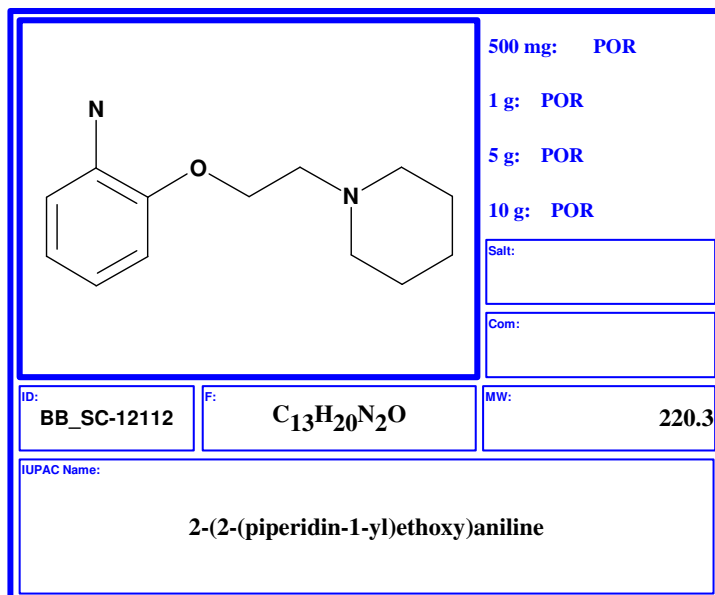 N
O
N
500 mg: POR
1 g: POR
5 g: POR
10 g: POR
Salt:
Com:
ID:
BB_SC-12112
F:
C13H20N2O
MW:
220.3
IUPAC Name:
2-(2-(piperidin-1-yl)ethoxy)aniline